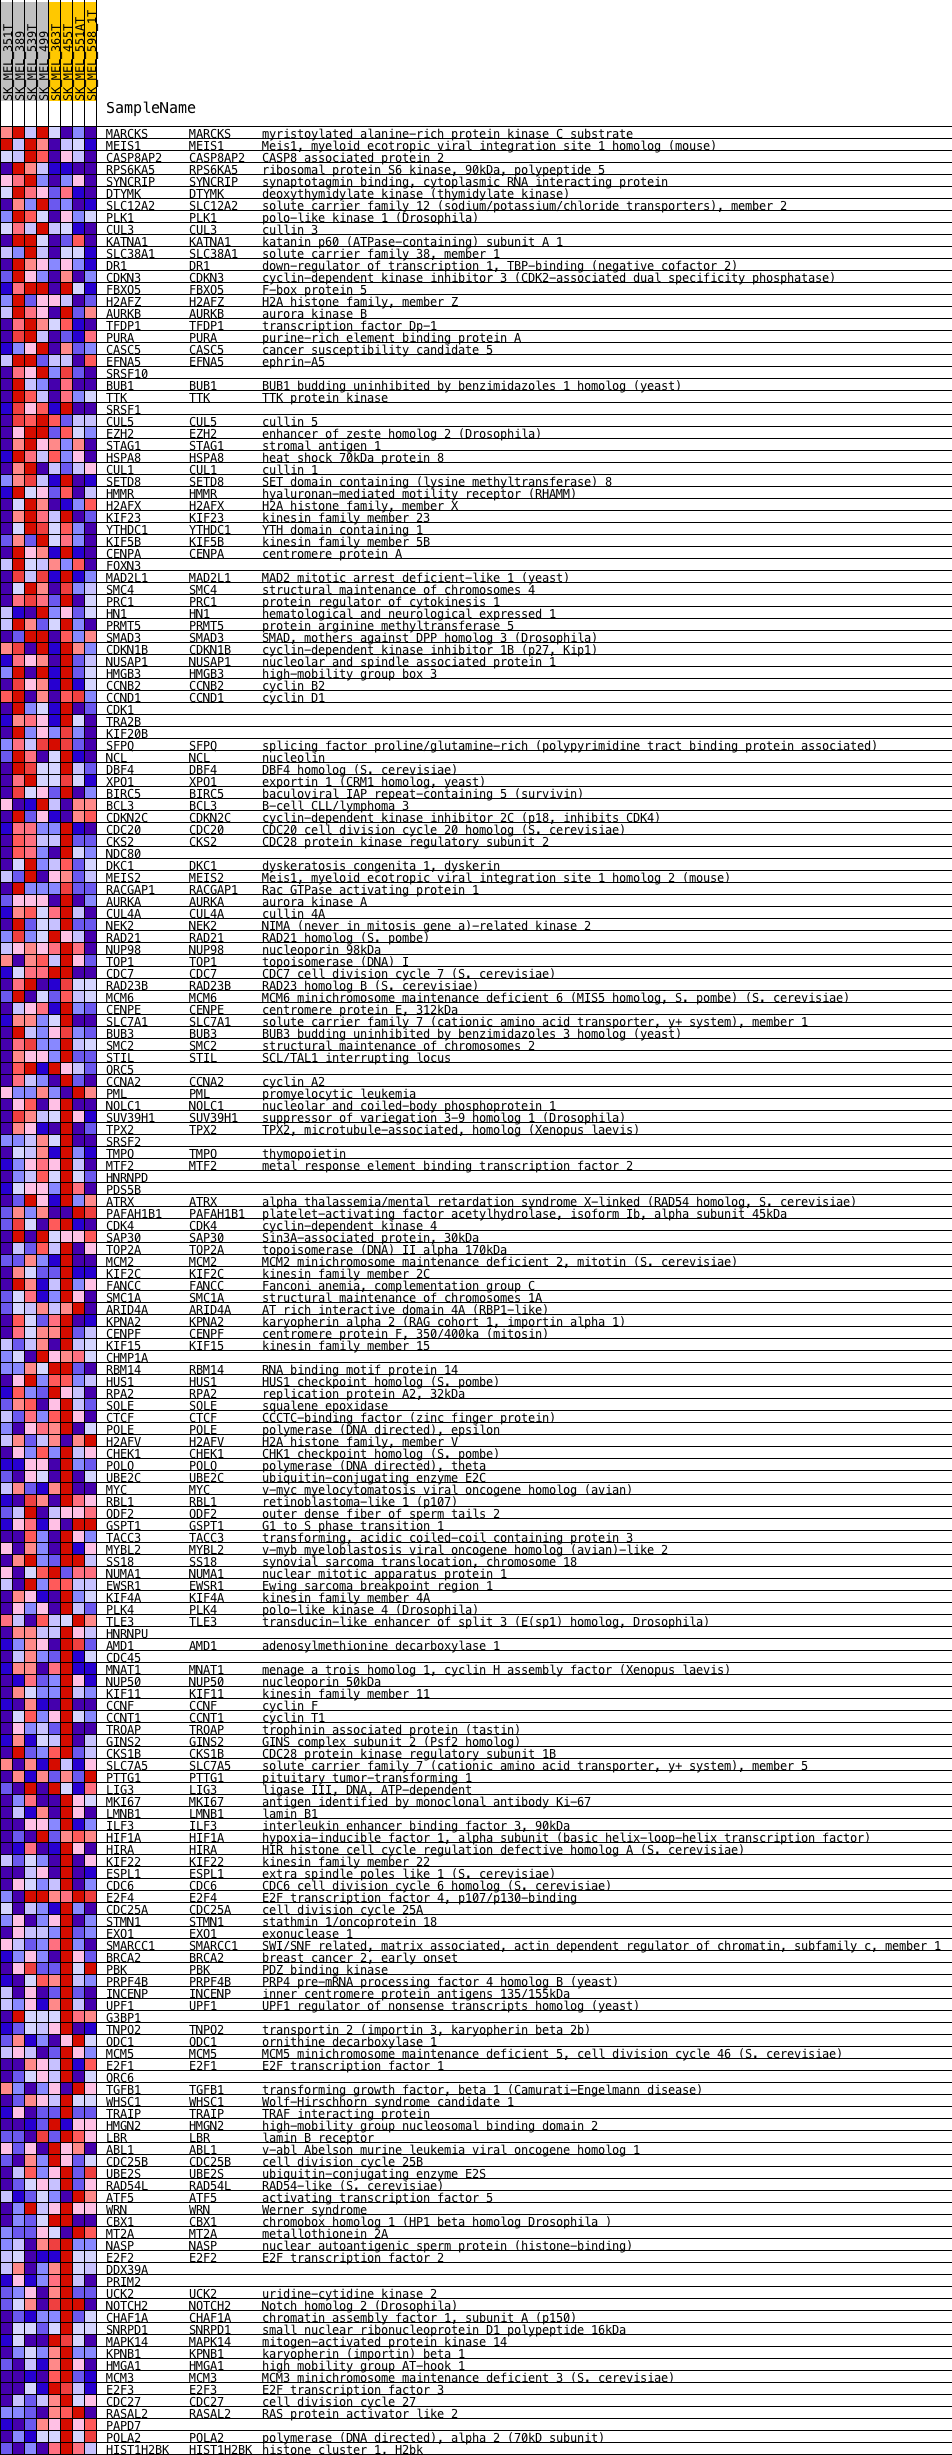 SK_MEL_351T
SK_MEL_389
SK_MEL_539T
SK_MEL_499
SK_MEL_363T
SK_MEL_455T
SK_MEL_551AT
SK_MEL_598_1T
SampleName
MARCKS MARCKS myristoylated alanine-rich protein kinase C substrate
MEIS1 MEIS1 Meis1, myeloid ecotropic viral integration site 1 homolog (mouse)
CASP8AP2 CASP8AP2 CASP8 associated protein 2
RPS6KA5 RPS6KA5 ribosomal protein S6 kinase, 90kDa, polypeptide 5
SYNCRIP SYNCRIP synaptotagmin binding, cytoplasmic RNA interacting protein
DTYMK DTYMK deoxythymidylate kinase (thymidylate kinase)
SLC12A2 SLC12A2 solute carrier family 12 (sodium/potassium/chloride transporters), member 2
PLK1 PLK1 polo-like kinase 1 (Drosophila)
CUL3 CUL3 cullin 3
KATNA1 KATNA1 katanin p60 (ATPase-containing) subunit A 1
SLC38A1 SLC38A1 solute carrier family 38, member 1
DR1 DR1 down-regulator of transcription 1, TBP-binding (negative cofactor 2)
CDKN3 CDKN3 cyclin-dependent kinase inhibitor 3 (CDK2-associated dual specificity phosphatase)
FBXO5 FBXO5 F-box protein 5
H2AFZ H2AFZ H2A histone family, member Z
AURKB AURKB aurora kinase B
TFDP1 TFDP1 transcription factor Dp-1
PURA PURA purine-rich element binding protein A
CASC5 CASC5 cancer susceptibility candidate 5
EFNA5 EFNA5 ephrin-A5
SRSF10
BUB1 BUB1 BUB1 budding uninhibited by benzimidazoles 1 homolog (yeast)
TTK TTK TTK protein kinase
SRSF1
CUL5 CUL5 cullin 5
EZH2 EZH2 enhancer of zeste homolog 2 (Drosophila)
STAG1 STAG1 stromal antigen 1
HSPA8 HSPA8 heat shock 70kDa protein 8
CUL1 CUL1 cullin 1
SETD8 SETD8 SET domain containing (lysine methyltransferase) 8
HMMR HMMR hyaluronan-mediated motility receptor (RHAMM)
H2AFX H2AFX H2A histone family, member X
KIF23 KIF23 kinesin family member 23
YTHDC1 YTHDC1 YTH domain containing 1
KIF5B KIF5B kinesin family member 5B
CENPA CENPA centromere protein A
FOXN3
MAD2L1 MAD2L1 MAD2 mitotic arrest deficient-like 1 (yeast)
SMC4 SMC4 structural maintenance of chromosomes 4
PRC1 PRC1 protein regulator of cytokinesis 1
HN1 HN1 hematological and neurological expressed 1
PRMT5 PRMT5 protein arginine methyltransferase 5
SMAD3 SMAD3 SMAD, mothers against DPP homolog 3 (Drosophila)
CDKN1B CDKN1B cyclin-dependent kinase inhibitor 1B (p27, Kip1)
NUSAP1 NUSAP1 nucleolar and spindle associated protein 1
HMGB3 HMGB3 high-mobility group box 3
CCNB2 CCNB2 cyclin B2
CCND1 CCND1 cyclin D1
CDK1
TRA2B
KIF20B
SFPQ SFPQ splicing factor proline/glutamine-rich (polypyrimidine tract binding protein associated)
NCL NCL nucleolin
DBF4 DBF4 DBF4 homolog (S. cerevisiae)
XPO1 XPO1 exportin 1 (CRM1 homolog, yeast)
BIRC5 BIRC5 baculoviral IAP repeat-containing 5 (survivin)
BCL3 BCL3 B-cell CLL/lymphoma 3
CDKN2C CDKN2C cyclin-dependent kinase inhibitor 2C (p18, inhibits CDK4)
CDC20 CDC20 CDC20 cell division cycle 20 homolog (S. cerevisiae)
CKS2 CKS2 CDC28 protein kinase regulatory subunit 2
NDC80
DKC1 DKC1 dyskeratosis congenita 1, dyskerin
MEIS2 MEIS2 Meis1, myeloid ecotropic viral integration site 1 homolog 2 (mouse)
RACGAP1 RACGAP1 Rac GTPase activating protein 1
AURKA AURKA aurora kinase A
CUL4A CUL4A cullin 4A
NEK2 NEK2 NIMA (never in mitosis gene a)-related kinase 2
RAD21 RAD21 RAD21 homolog (S. pombe)
NUP98 NUP98 nucleoporin 98kDa
TOP1 TOP1 topoisomerase (DNA) I
CDC7 CDC7 CDC7 cell division cycle 7 (S. cerevisiae)
RAD23B RAD23B RAD23 homolog B (S. cerevisiae)
MCM6 MCM6 MCM6 minichromosome maintenance deficient 6 (MIS5 homolog, S. pombe) (S. cerevisiae)
CENPE CENPE centromere protein E, 312kDa
SLC7A1 SLC7A1 solute carrier family 7 (cationic amino acid transporter, y+ system), member 1
BUB3 BUB3 BUB3 budding uninhibited by benzimidazoles 3 homolog (yeast)
SMC2 SMC2 structural maintenance of chromosomes 2
STIL STIL SCL/TAL1 interrupting locus
ORC5
CCNA2 CCNA2 cyclin A2
PML PML promyelocytic leukemia
NOLC1 NOLC1 nucleolar and coiled-body phosphoprotein 1
SUV39H1 SUV39H1 suppressor of variegation 3-9 homolog 1 (Drosophila)
TPX2 TPX2 TPX2, microtubule-associated, homolog (Xenopus laevis)
SRSF2
TMPO TMPO thymopoietin
MTF2 MTF2 metal response element binding transcription factor 2
HNRNPD
PDS5B
ATRX ATRX alpha thalassemia/mental retardation syndrome X-linked (RAD54 homolog, S. cerevisiae)
PAFAH1B1 PAFAH1B1 platelet-activating factor acetylhydrolase, isoform Ib, alpha subunit 45kDa
CDK4 CDK4 cyclin-dependent kinase 4
SAP30 SAP30 Sin3A-associated protein, 30kDa
TOP2A TOP2A topoisomerase (DNA) II alpha 170kDa
MCM2 MCM2 MCM2 minichromosome maintenance deficient 2, mitotin (S. cerevisiae)
KIF2C KIF2C kinesin family member 2C
FANCC FANCC Fanconi anemia, complementation group C
SMC1A SMC1A structural maintenance of chromosomes 1A
ARID4A ARID4A AT rich interactive domain 4A (RBP1-like)
KPNA2 KPNA2 karyopherin alpha 2 (RAG cohort 1, importin alpha 1)
CENPF CENPF centromere protein F, 350/400ka (mitosin)
KIF15 KIF15 kinesin family member 15
CHMP1A
RBM14 RBM14 RNA binding motif protein 14
HUS1 HUS1 HUS1 checkpoint homolog (S. pombe)
RPA2 RPA2 replication protein A2, 32kDa
SQLE SQLE squalene epoxidase
CTCF CTCF CCCTC-binding factor (zinc finger protein)
POLE POLE polymerase (DNA directed), epsilon
H2AFV H2AFV H2A histone family, member V
CHEK1 CHEK1 CHK1 checkpoint homolog (S. pombe)
POLQ POLQ polymerase (DNA directed), theta
UBE2C UBE2C ubiquitin-conjugating enzyme E2C
MYC MYC v-myc myelocytomatosis viral oncogene homolog (avian)
RBL1 RBL1 retinoblastoma-like 1 (p107)
ODF2 ODF2 outer dense fiber of sperm tails 2
GSPT1 GSPT1 G1 to S phase transition 1
TACC3 TACC3 transforming, acidic coiled-coil containing protein 3
MYBL2 MYBL2 v-myb myeloblastosis viral oncogene homolog (avian)-like 2
SS18 SS18 synovial sarcoma translocation, chromosome 18
NUMA1 NUMA1 nuclear mitotic apparatus protein 1
EWSR1 EWSR1 Ewing sarcoma breakpoint region 1
KIF4A KIF4A kinesin family member 4A
PLK4 PLK4 polo-like kinase 4 (Drosophila)
TLE3 TLE3 transducin-like enhancer of split 3 (E(sp1) homolog, Drosophila)
HNRNPU
AMD1 AMD1 adenosylmethionine decarboxylase 1
CDC45
MNAT1 MNAT1 menage a trois homolog 1, cyclin H assembly factor (Xenopus laevis)
NUP50 NUP50 nucleoporin 50kDa
KIF11 KIF11 kinesin family member 11
CCNF CCNF cyclin F
CCNT1 CCNT1 cyclin T1
TROAP TROAP trophinin associated protein (tastin)
GINS2 GINS2 GINS complex subunit 2 (Psf2 homolog)
CKS1B CKS1B CDC28 protein kinase regulatory subunit 1B
SLC7A5 SLC7A5 solute carrier family 7 (cationic amino acid transporter, y+ system), member 5
PTTG1 PTTG1 pituitary tumor-transforming 1
LIG3 LIG3 ligase III, DNA, ATP-dependent
MKI67 MKI67 antigen identified by monoclonal antibody Ki-67
LMNB1 LMNB1 lamin B1
ILF3 ILF3 interleukin enhancer binding factor 3, 90kDa
HIF1A HIF1A hypoxia-inducible factor 1, alpha subunit (basic helix-loop-helix transcription factor)
HIRA HIRA HIR histone cell cycle regulation defective homolog A (S. cerevisiae)
KIF22 KIF22 kinesin family member 22
ESPL1 ESPL1 extra spindle poles like 1 (S. cerevisiae)
CDC6 CDC6 CDC6 cell division cycle 6 homolog (S. cerevisiae)
E2F4 E2F4 E2F transcription factor 4, p107/p130-binding
CDC25A CDC25A cell division cycle 25A
STMN1 STMN1 stathmin 1/oncoprotein 18
EXO1 EXO1 exonuclease 1
SMARCC1 SMARCC1 SWI/SNF related, matrix associated, actin dependent regulator of chromatin, subfamily c, member 1
BRCA2 BRCA2 breast cancer 2, early onset
PBK PBK PDZ binding kinase
PRPF4B PRPF4B PRP4 pre-mRNA processing factor 4 homolog B (yeast)
INCENP INCENP inner centromere protein antigens 135/155kDa
UPF1 UPF1 UPF1 regulator of nonsense transcripts homolog (yeast)
G3BP1
TNPO2 TNPO2 transportin 2 (importin 3, karyopherin beta 2b)
ODC1 ODC1 ornithine decarboxylase 1
MCM5 MCM5 MCM5 minichromosome maintenance deficient 5, cell division cycle 46 (S. cerevisiae)
E2F1 E2F1 E2F transcription factor 1
ORC6
TGFB1 TGFB1 transforming growth factor, beta 1 (Camurati-Engelmann disease)
WHSC1 WHSC1 Wolf-Hirschhorn syndrome candidate 1
TRAIP TRAIP TRAF interacting protein
HMGN2 HMGN2 high-mobility group nucleosomal binding domain 2
LBR LBR lamin B receptor
ABL1 ABL1 v-abl Abelson murine leukemia viral oncogene homolog 1
CDC25B CDC25B cell division cycle 25B
UBE2S UBE2S ubiquitin-conjugating enzyme E2S
RAD54L RAD54L RAD54-like (S. cerevisiae)
ATF5 ATF5 activating transcription factor 5
WRN WRN Werner syndrome
CBX1 CBX1 chromobox homolog 1 (HP1 beta homolog Drosophila )
MT2A MT2A metallothionein 2A
NASP NASP nuclear autoantigenic sperm protein (histone-binding)
E2F2 E2F2 E2F transcription factor 2
DDX39A
PRIM2
UCK2 UCK2 uridine-cytidine kinase 2
NOTCH2 NOTCH2 Notch homolog 2 (Drosophila)
CHAF1A CHAF1A chromatin assembly factor 1, subunit A (p150)
SNRPD1 SNRPD1 small nuclear ribonucleoprotein D1 polypeptide 16kDa
MAPK14 MAPK14 mitogen-activated protein kinase 14
KPNB1 KPNB1 karyopherin (importin) beta 1
HMGA1 HMGA1 high mobility group AT-hook 1
MCM3 MCM3 MCM3 minichromosome maintenance deficient 3 (S. cerevisiae)
E2F3 E2F3 E2F transcription factor 3
CDC27 CDC27 cell division cycle 27
RASAL2 RASAL2 RAS protein activator like 2
PAPD7
POLA2 POLA2 polymerase (DNA directed), alpha 2 (70kD subunit)
HIST1H2BK HIST1H2BK histone cluster 1, H2bk